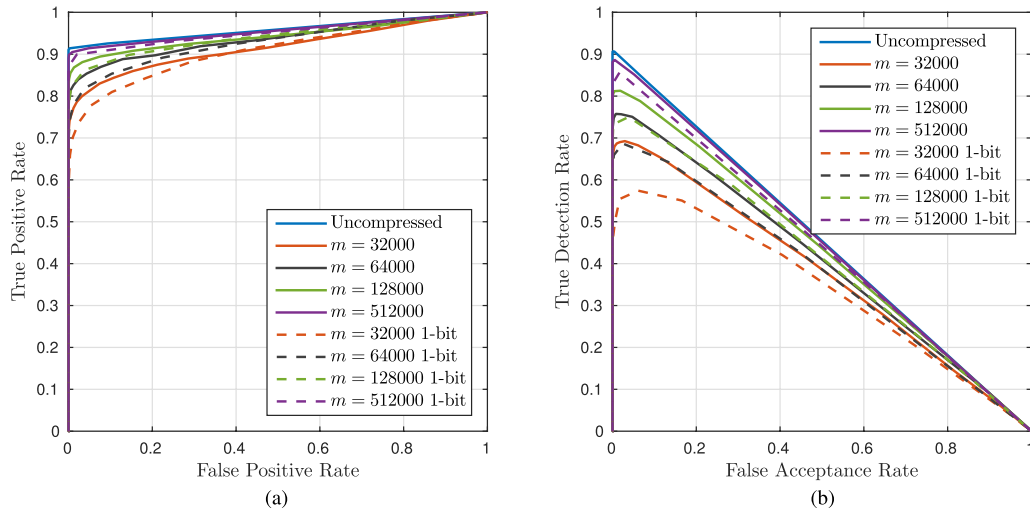 1
0.9
0.8
0.7
0.6
0.5
0.4
0.3
0.2
0.1
0
True Positive Rate
Uncompressed
m = 32000
m = 64000
m = 128000
m = 512000
m = 32000 1-bit
m = 64000 1-bit
m = 128000 1-bit
m = 512000 1-bit
0 0.2 0.4 0.6 0.8 1
False Positive Rate
(a)
1
0.9
0.8
0.7
0.6
0.5
0.4
0.3
0.2
0.1
0
True Detection Rate
Uncompressed
m = 32000
m = 64000
m = 128000
m = 512000
m = 32000 1-bit
m = 64000 1-bit
m = 128000 1-bit
m = 512000 1-bit
0 0.2 0.4 0.6 0.8 1
False Acceptance Rate
(b)